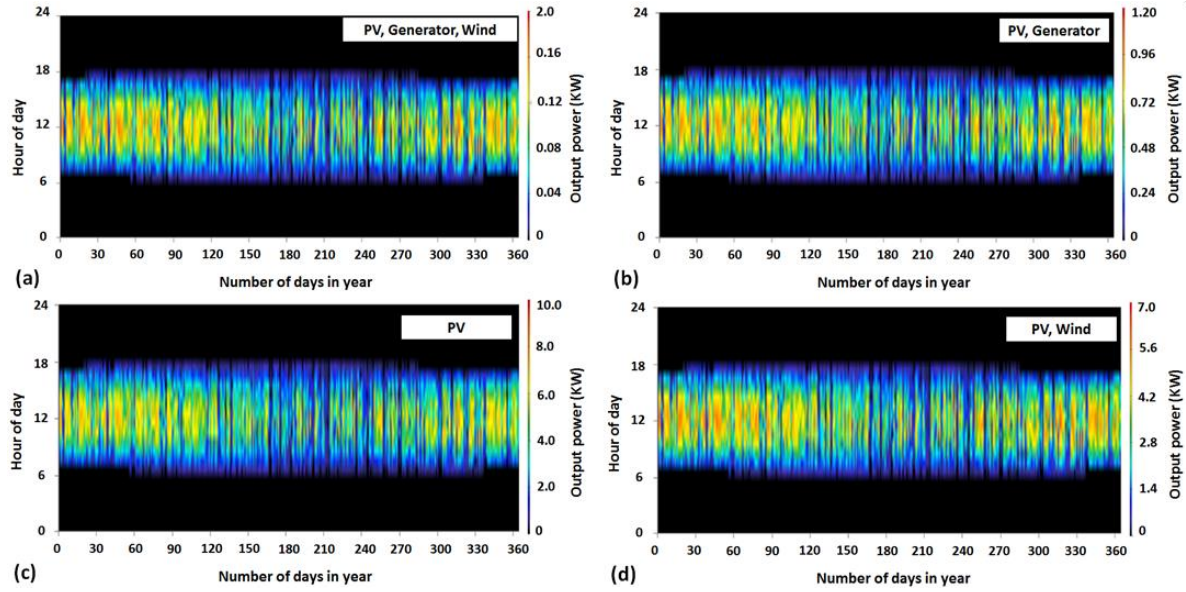 24
18
12
6
0
Hour of day
PV, Generator, Wind
2.0
0.16
0.12
0.08
0.04
0
Output power (KW)
0 30 60 90 120 150 180 210 240 270 300 330 360
(a)
Number of days in year
24
18
12
6
0
Hour of day
PV, Generator
1.20
0.96
0.72
0.48
0.24
0
Output power (KW)
0 30 60 90 120 150 180 210 240 270 300 330 360
(b)
Number of days in year
24
18
12
6
0
Hour of day
PV
10.0
8.0
6.0
4.0
2.0
0
Output power (KW)
0 30 60 90 120 150 180 210 240 270 300 330 360
(c)
Number of days in year
24
18
12
6
0
Hour of day
PV, Wind
7.0
5.6
4.2
2.8
1.4
0
Output power (KW)
0 30 60 90 120 150 180 210 240 270 300 330 360
(d)
Number of days in year